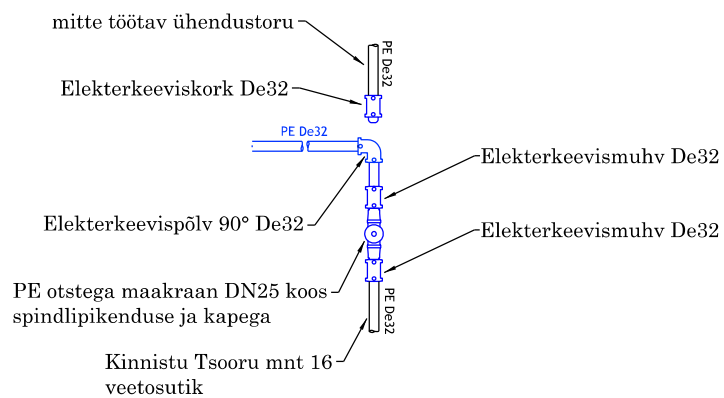 mitte töötav ühendustoru
PE De32
Elekterkeeviskork De32
PE De32
Elekterkeevismuhv De32
Elekterkeevispõlv 90° De32
Elekterkeevismuhv De32
PE otstega maakraan DN25 koos
spindlipikenduse ja kapega
PE De32
Kinnistu Tsooru mnt 16
veetosutik